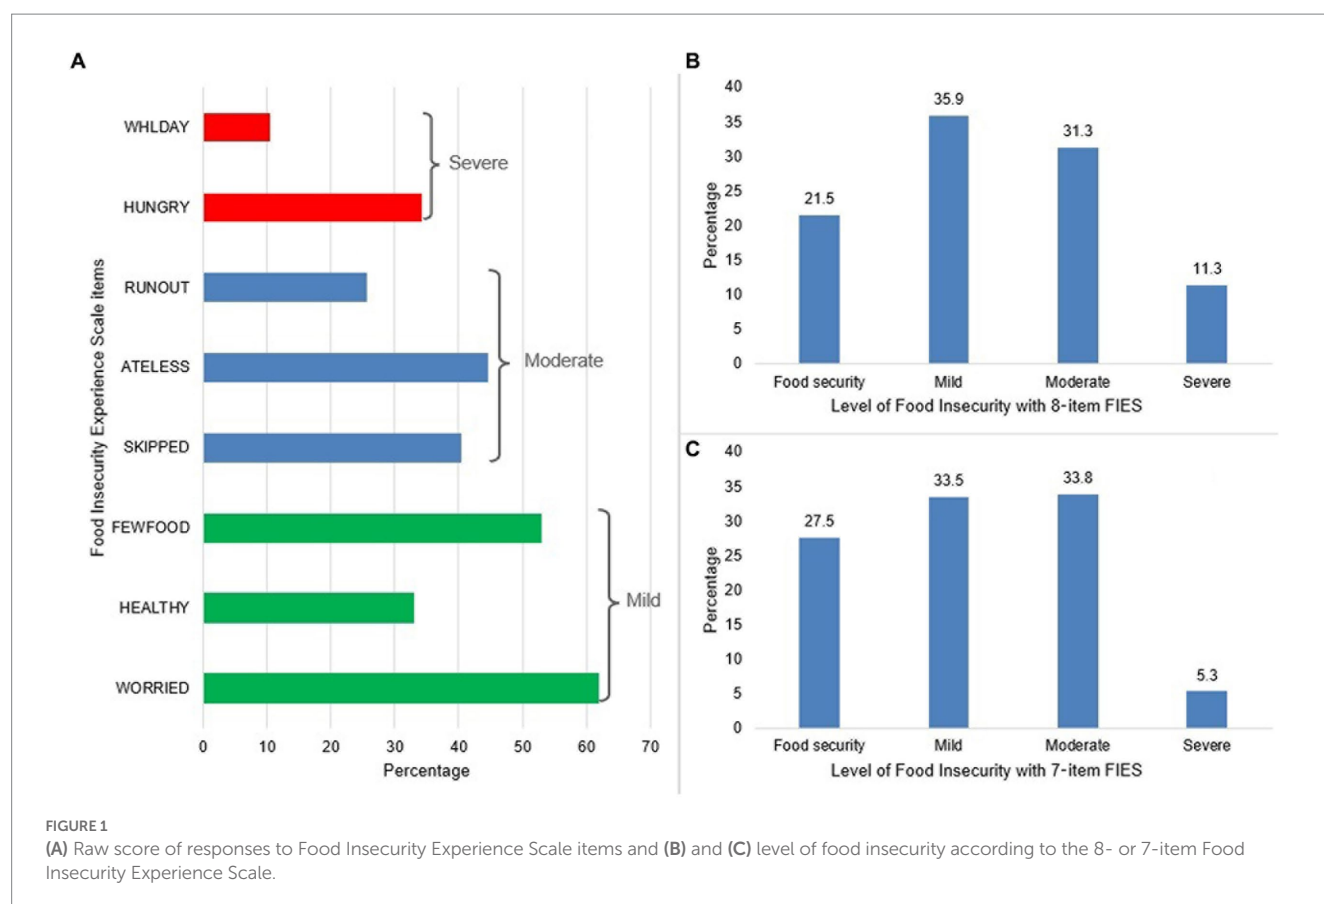 A
Food Insecurity Experience Scale items
WHLDAY
HUNGRY
RUNOUT
ATELESS
SKIPPED
FEWFOOD
HEALTHY
WORRIED
Severe
Moderate
Mild
0 10 20 30 40 50 60 70
Percentage
B
Percentage
40
35
30
25
20
15
10
5
0
21.5
35.9
31.3
11.3
Food security Mild Moderate Severe
Level of Food Insecurity with 8-item FIES
C
Percentage
40
35
30
25
20
15
10
5
0
27.5
33.5
33.8
5.3
Food security Mild Moderate Severe
Level of Food Insecurity with 7-item FIES
FIGURE 1
(A) Raw score of responses to Food Insecurity Experience Scale items and (B) and (C) level of food insecurity according to the 8- or 7-item Food
Insecurity Experience Scale.